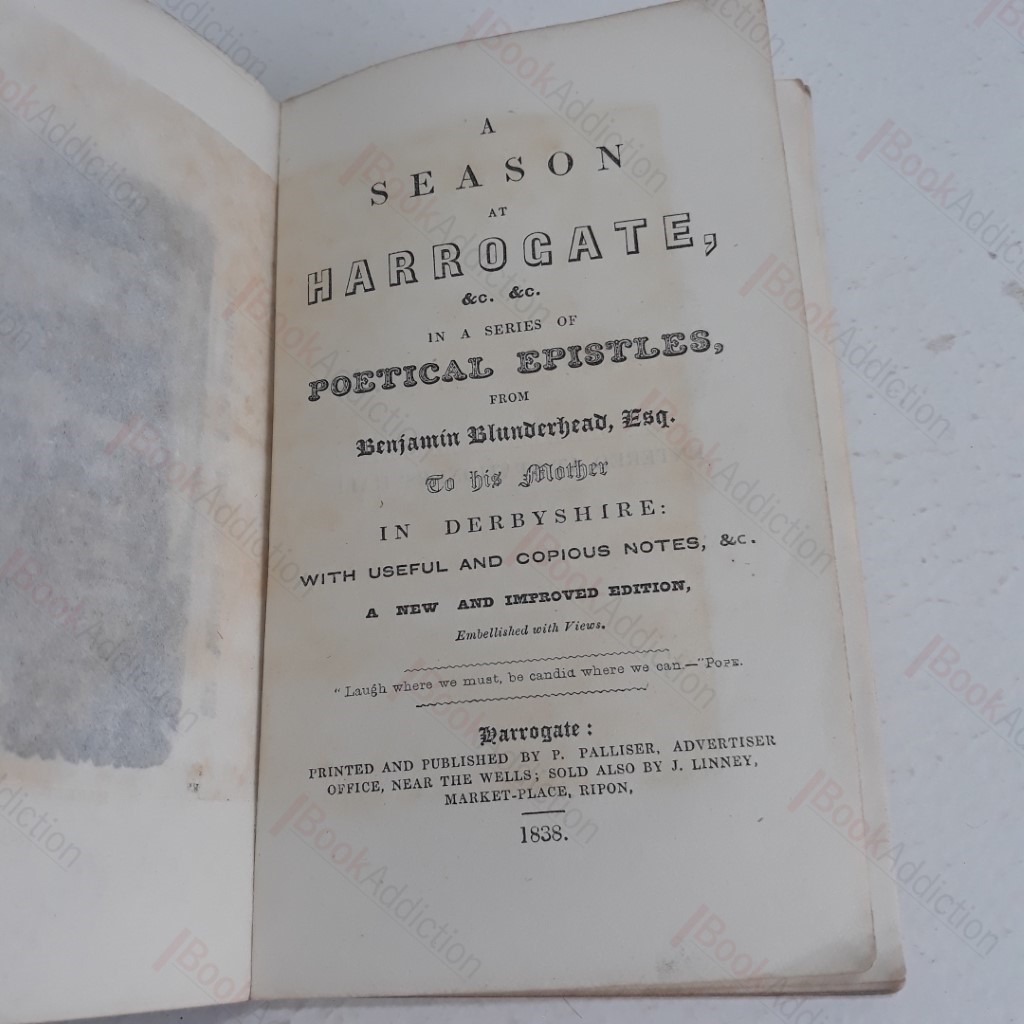 A
SEASON
AT
HARROGATE,
&c. &c.
IN A SERIES OF
POETICAL EPISTLES,
FROM
Benjamin Blunderhead, Esq.
To his Mother
IN DERBYSHIRE:
WITH USEFUL AND COPIOUS NOTES, &c.
A NEW AND IMPROVED EDITION,
Embellished with Views.
“Laugh where we must, be candid where we can.—”POPE.
Harrogate:
PRINTED AND PUBLISHED BY P. PALLISER, ADVERTISER
OFFICE, NEAR THE WELLS; SOLD ALSO BY J. LINNEY,
MARKET-PLACE, RIPON,
1838.
BookAddiction